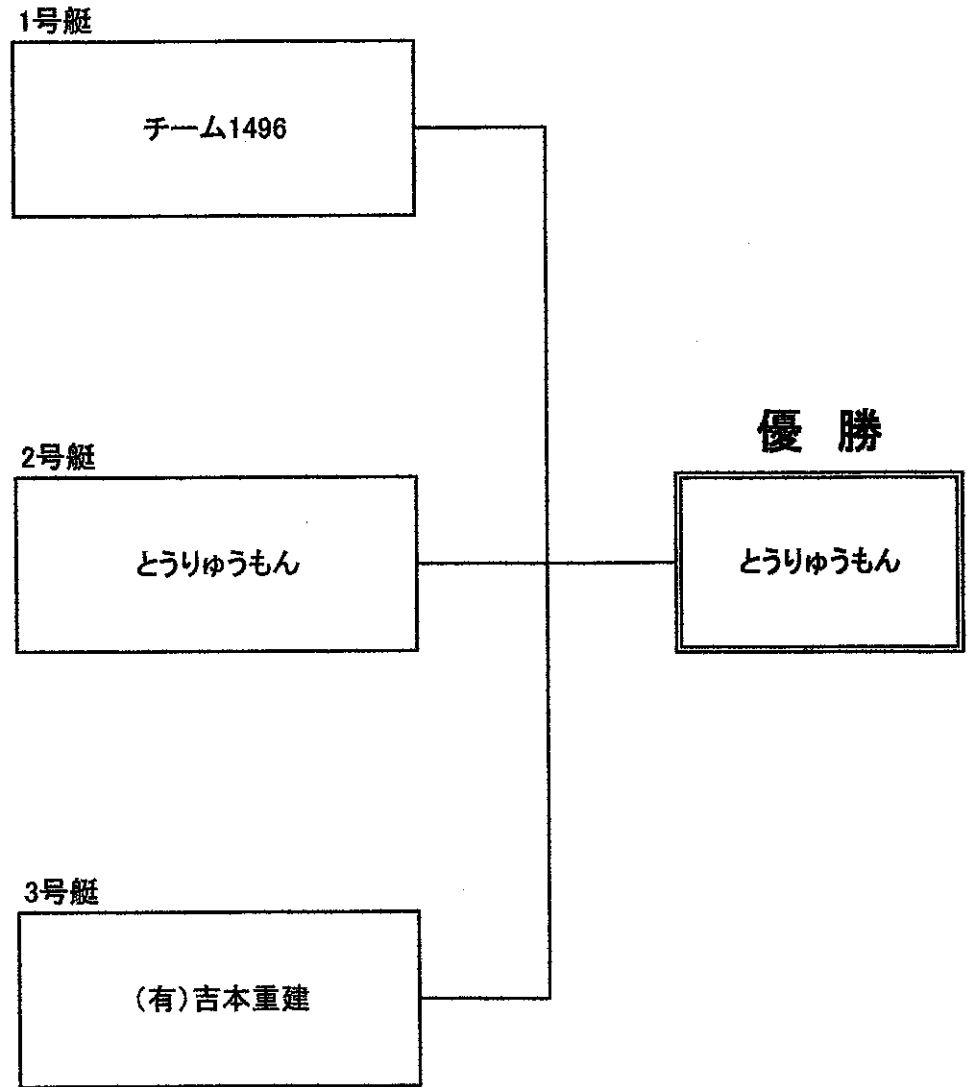 1号艇
チーム1496
2号艇
とうりゅうもん
優 勝
とうりゅうもん
3号艇
(有)吉本重建